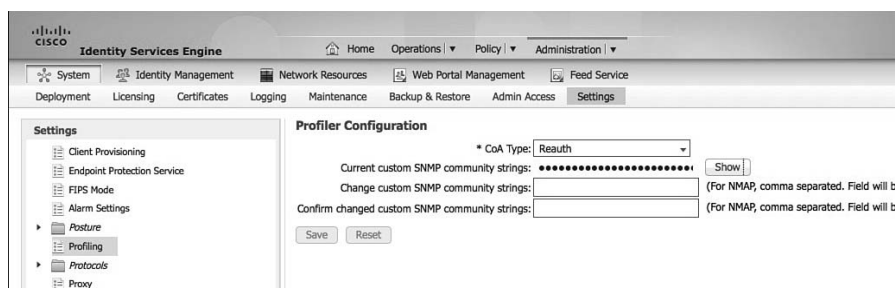 CISCO
Identity Services Engine
Home Operations Policy Administration
System Identity Management Network Resources Web Portal Management Feed Service
Deployment Licensing Certificates Logging Maintenance Backup & Restore Admin Access Settings
Settings
Client Provisioning
Endpoint Protection Service
FIPS Mode
Alarm Settings
Posture
Profiling
Protocols
Proxy
Profiler Configuration
* CoA Type: Reauth
Current custom SNMP community strings: •••••••••••••••••••••••• Show
Change custom SNMP community strings: (For NMAP, comma separated. Field will b
Confirm changed custom SNMP community strings: (For NMAP, comma separated. Field will b
Save Reset